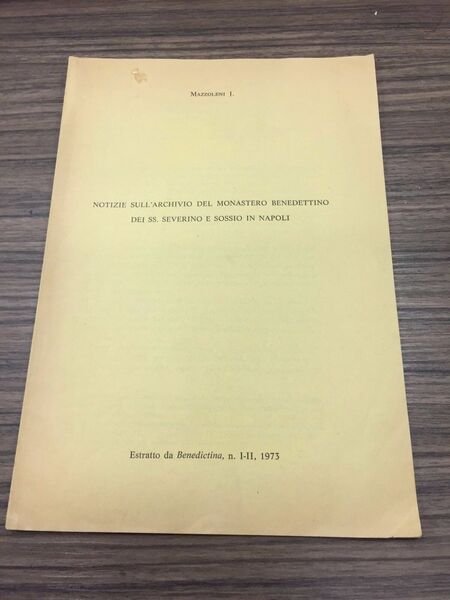 MAZZOLENI J.
NOTIZIE SULL'ARCHIVIO DEL MONASTERO BENEDETTINO
DEI SS. SEVERINO E SOSSIO IN NAPOLI
Estratto da Benedictina, n. I-II, 1973